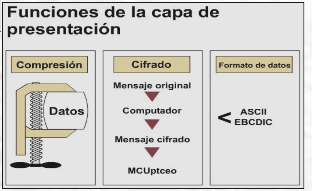 Funciones de la capa de
presentación
Compresión
Datos
Cifrado
Mensaje original
Computador
Mensaje cifrado
MCUptceo
Formato de datos
< ASCII
EBCDIC